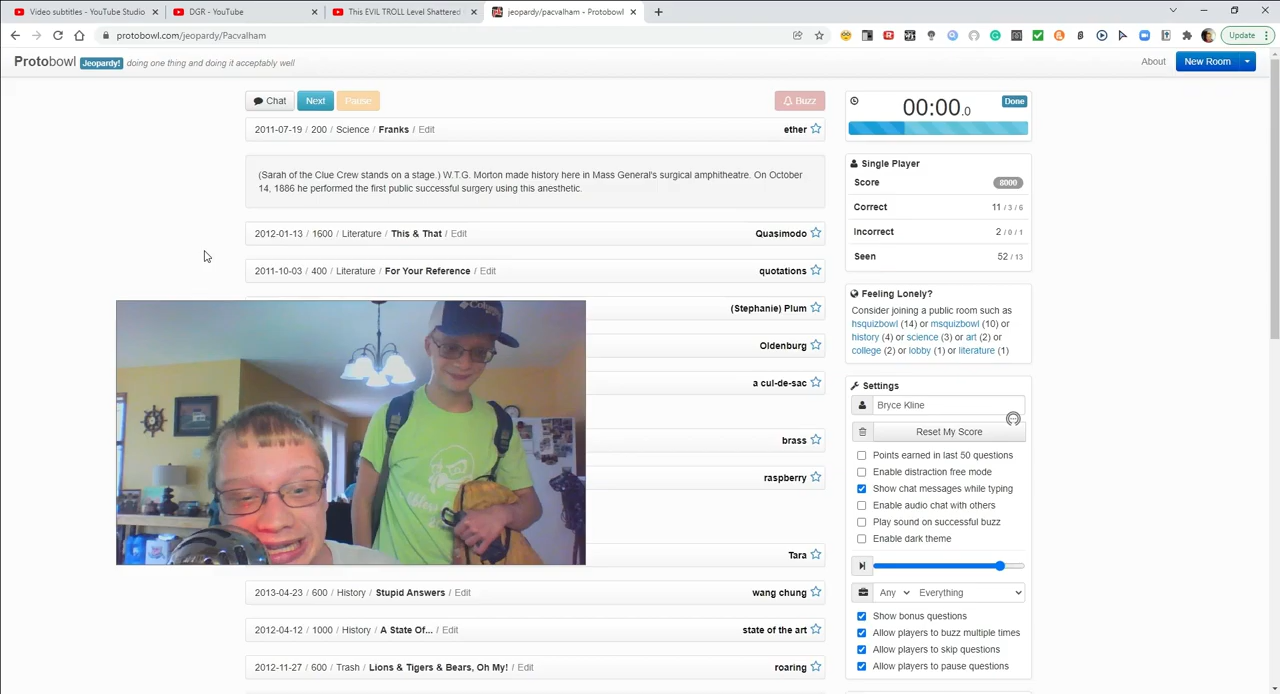 Video subtitles - YouTube Studio
DGR - YouTube
This EVIL TROLL Level Shattered
jeopardy/pacvalham - Protobowl
protobowl.com/jeopardy/Pacvalham
Update
Protobowl Jeopardy! doing one thing and doing it acceptably well
About
New Room
Chat
Next
Pause
Buzz
2011-07-19 / 200 / Science / Franks / Edit
ether
(Sarah of the Clue Crew stands on a stage.) W.T.G. Morton made history here in Mass General's surgical amphitheatre. On October
14, 1886 he performed the first public successful surgery using this anesthetic.
2012-01-13 / 1600 / Literature / This & That / Edit
Quasimodo
2011-10-03 / 400 / Literature / For Your Reference / Edit
quotations
(Stephanie) Plum
Oldenburg
a cul-de-sac
brass
raspberry
Tara
2013-04-23 / 600 / History / Stupid Answers / Edit
wang chung
2012-04-12 / 1000 / History / A State Of... / Edit
state of the art
2012-11-27 / 600 / Trash / Lions & Tigers & Bears, Oh My! / Edit
roaring
00:00.0
Done
Single Player
Score 8000
Correct 11 / 3 / 6
Incorrect 2 / 0 / 1
Seen 52 / 13
Feeling Lonely?
Consider joining a public room such as
hsquizbowl (14) or msquizbowl (10) or
history (4) or science (3) or art (2) or
college (2) or lobby (1) or literature (1)
Settings
Bryce Kline
Reset My Score
Points earned in last 50 questions
Enable distraction free mode
Show chat messages while typing
Enable audio chat with others
Play sound on successful buzz
Enable dark theme
Any Everything
Show bonus questions
Allow players to buzz multiple times
Allow players to skip questions
Allow players to pause questions